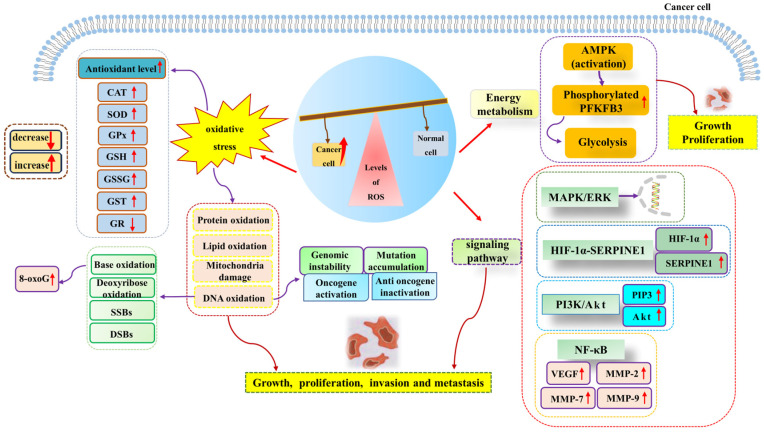 Cancer cell
Antioxidant level
CAT
SOD
GPx
GSH
GSSG
GST
GR
decrease
increase
oxidative
stress
Cancer
cell
Normal
cell
Levels
of
ROS
Energy
metabolism
AMPK
(activation)
Phosphorylated
PFKFB3
Glycolysis
Growth
Proliferation
Protein oxidation
Lipid oxidation
Mitochondria
damage
DNA oxidation
8-oxoG
Base oxidation
Deoxyribose
oxidation
SSBs
DSBs
Genomic
instability
Mutation
accumulation
Oncogene
activation
Anti oncogene
inactivation
signaling
pathway
MAPK/ERK
HIF-1α-SERPINE1
HIF-1α
SERPINE1
PI3K/Akt
PIP3
Akt
NF-κB
VEGF
MMP-2
MMP-7
MMP-9
Growth, proliferation, invasion and metastasis